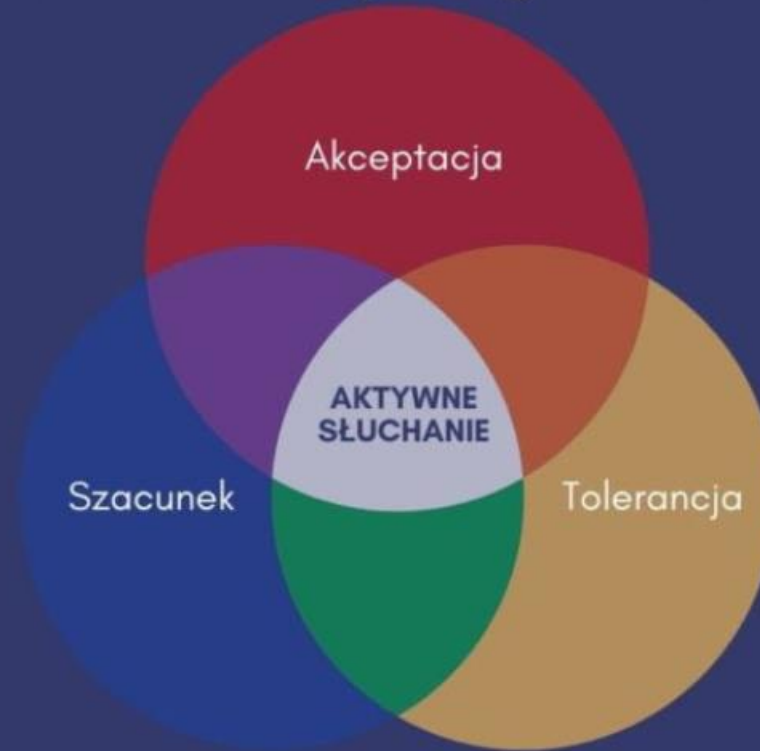 Akceptacja
AKTYWNE
SŁUCHANIE
Szacunek
Tolerancja